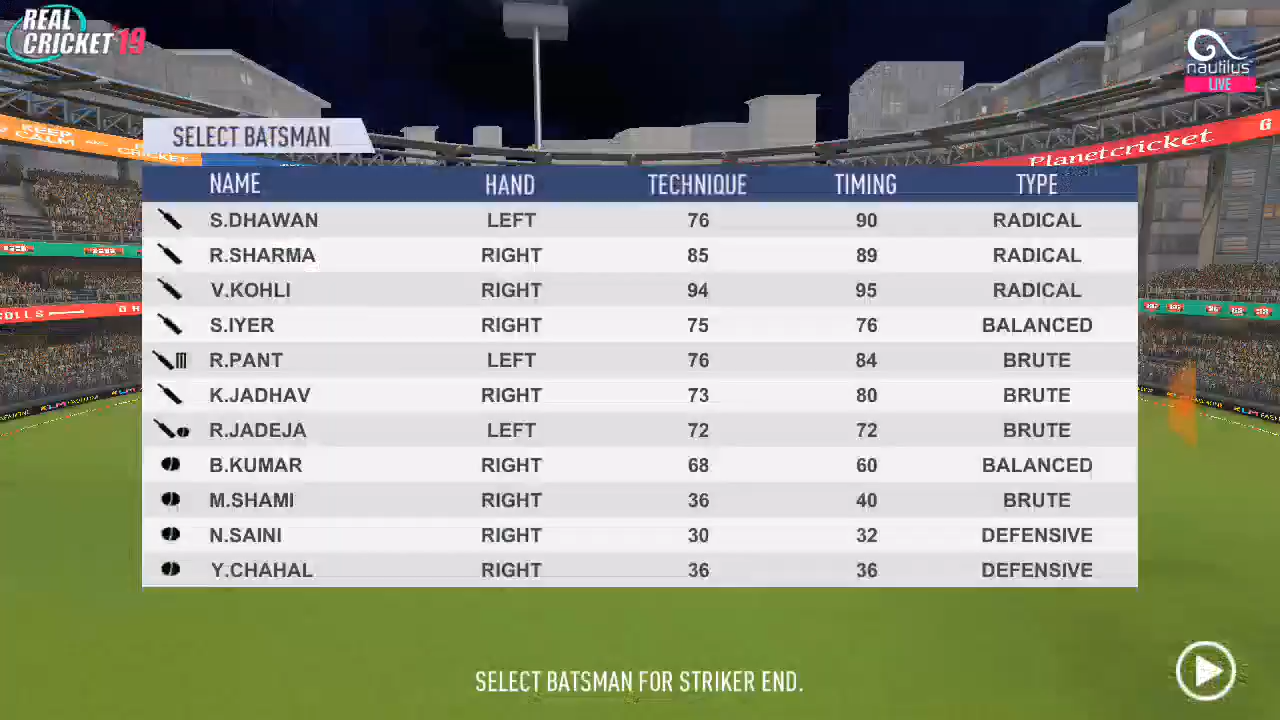 REAL
CRICKET 19
nautilus
LIVE
KEEP
CALM
CRICKET
Planetcricket
G
SELECT BATSMAN
NAME HAND TECHNIQUE TIMING TYPE
S.DHAWAN LEFT 76 90 RADICAL
R.SHARMA RIGHT 85 89 RADICAL
V.KOHLI RIGHT 94 95 RADICAL
S.IYER RIGHT 75 76 BALANCED
R.PANT LEFT 76 84 BRUTE
K.JADHAV RIGHT 73 80 BRUTE
R.JADEJA LEFT 72 72 BRUTE
B.KUMAR RIGHT 68 60 BALANCED
M.SHAMI RIGHT 36 40 BRUTE
N.SAINI RIGHT 30 32 DEFENSIVE
Y.CHAHAL RIGHT 36 36 DEFENSIVE
SELECT BATSMAN FOR STRIKER END.